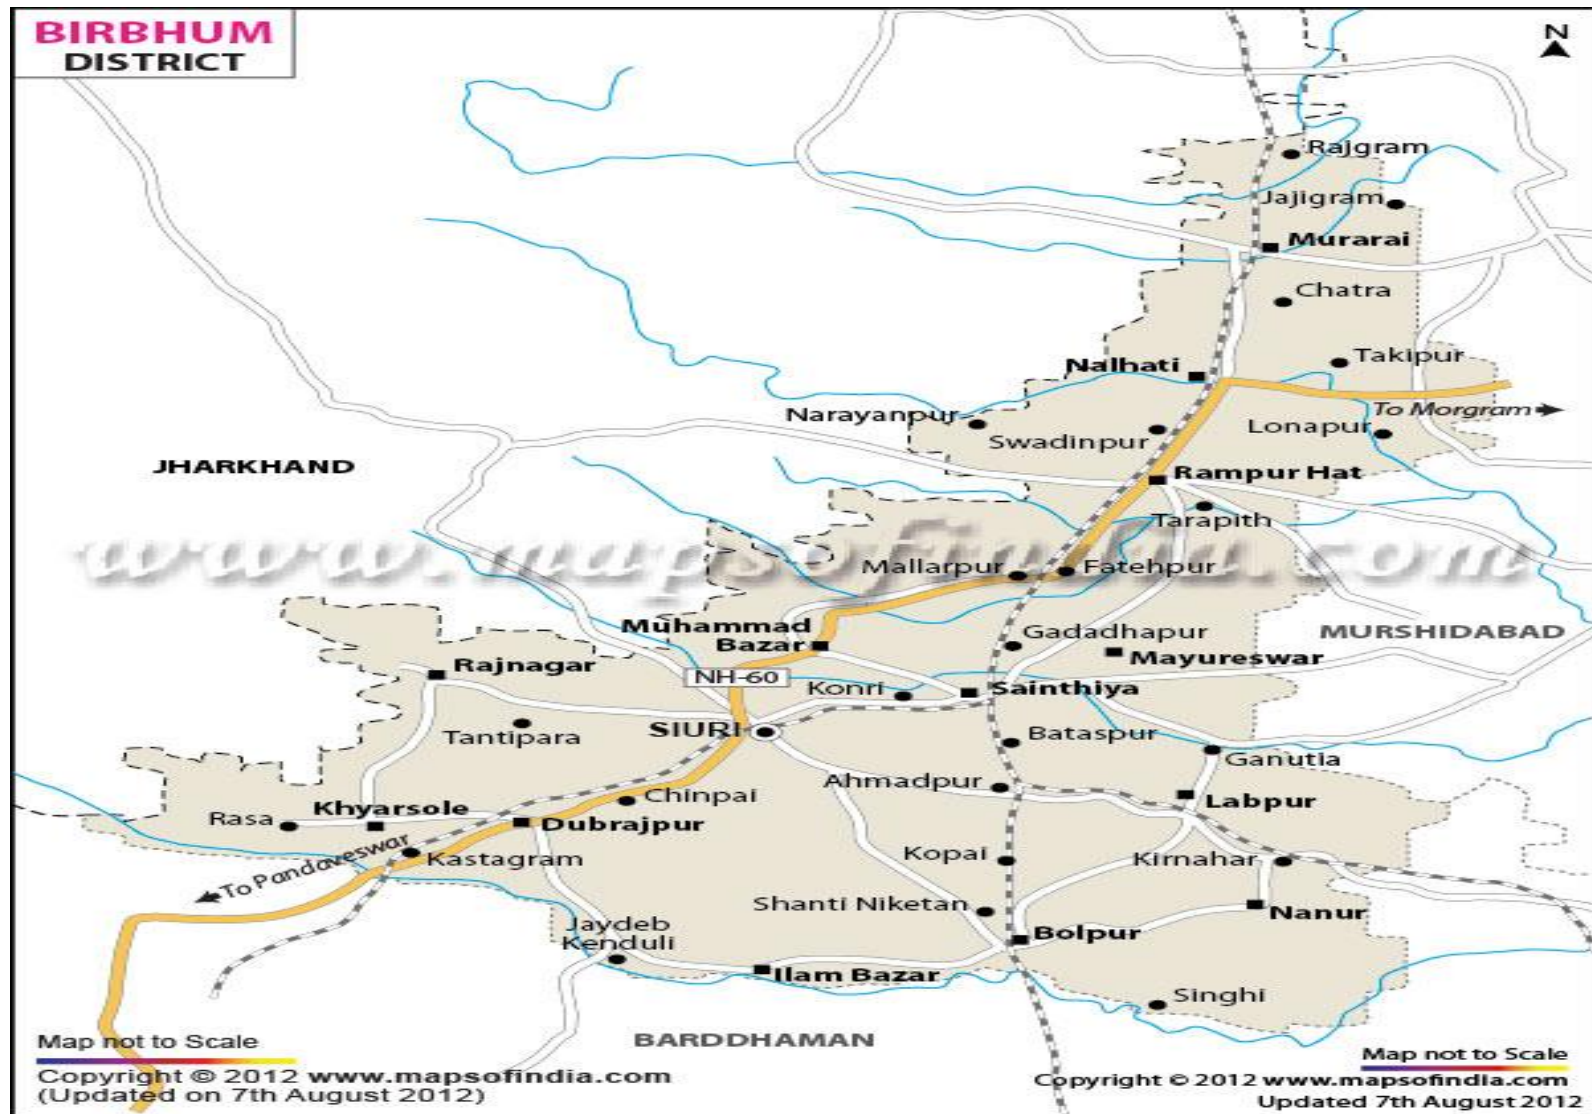 BIRBHUM
DISTRICT
N
Rajgram
Jajigram
Murarai
Chatra
Takipur
Nalhati
To Morgram
Narayanpur
Swadinpur
Lonapur
JHARKHAND
Rampur Hat
Tarapith
www.mapsofindia.com
Mallarpur
Fatehpur
Muhammad
Bazar
Gadadhapur
MURSHIDABAD
Mayureswar
Rajnagar
NH-60
Konri
Sainthiya
SIURI
Tantipara
Bataspur
Ganutia
Ahmadpur
Chinpai
Labpur
Khyarsole
Rasa
Dubrajpur
Kastagram
To Pandaveswar
Kopai
Kirnahar
Shanti Niketan
Nanur
Jaydeb
Kenduli
Bolpur
Ilam Bazar
Singhi
BARDDHAMAN
Map not to Scale
Copyright © 2012 www.mapsofindia.com
(Updated on 7th August 2012)
Map not to Scale
Copyright © 2012 www.mapsofindia.com
Updated 7th August 2012